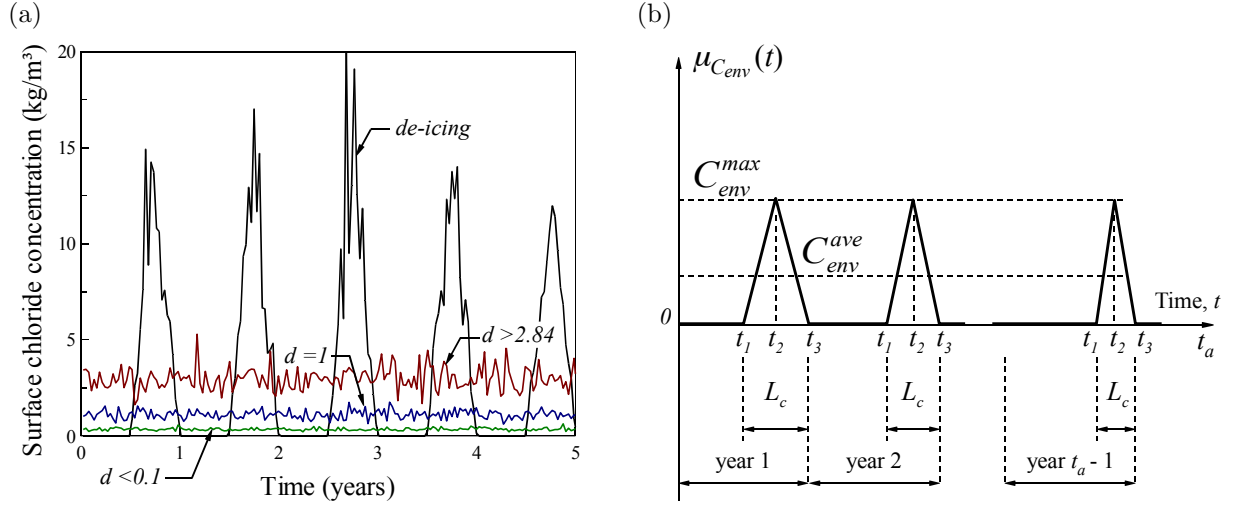 (a)
Surface chloride concentration (kg/m³)
20
15
10
5
0
0
1
2
3
4
5
Time (years)
de-icing
d >2.84
d =1
d <0.1
(b)
μ_{C_{env}}(t)
C_{env}^{max}
C_{env}^{ave}
0
Time, t
t_a
t_1 t_2 t_3 t_1 t_2 t_3 t_1 t_2 t_3
L_c L_c L_c
year 1 year 2 year t_a - 1